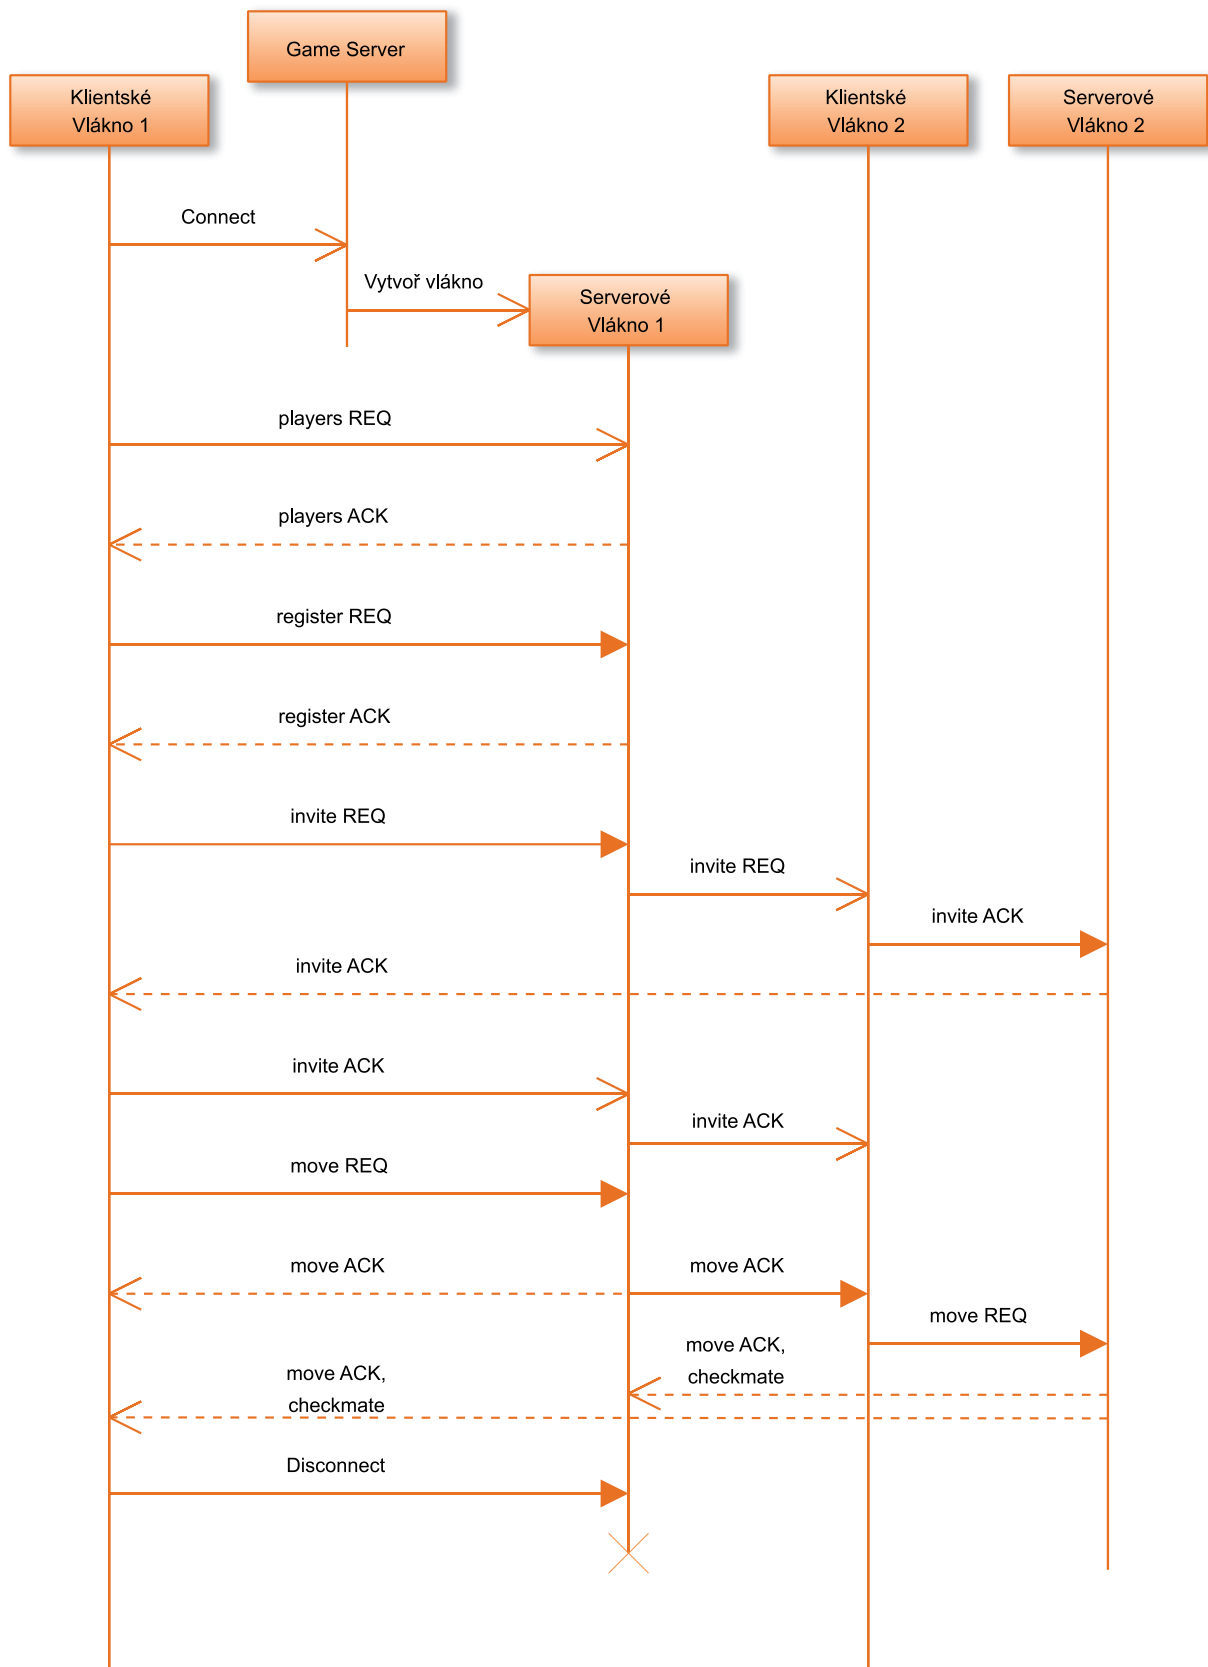 Game Server
Klientské
Vlákno 1
Klientské
Vlákno 2
Serverové
Vlákno 2
Connect
Vytvoř vlákno
Serverové
Vlákno 1
players REQ
players ACK
register REQ
register ACK
invite REQ
invite REQ
invite ACK
invite ACK
invite ACK
invite ACK
move REQ
move ACK
move ACK
move REQ
move ACK,
checkmate
move ACK,
checkmate
Disconnect